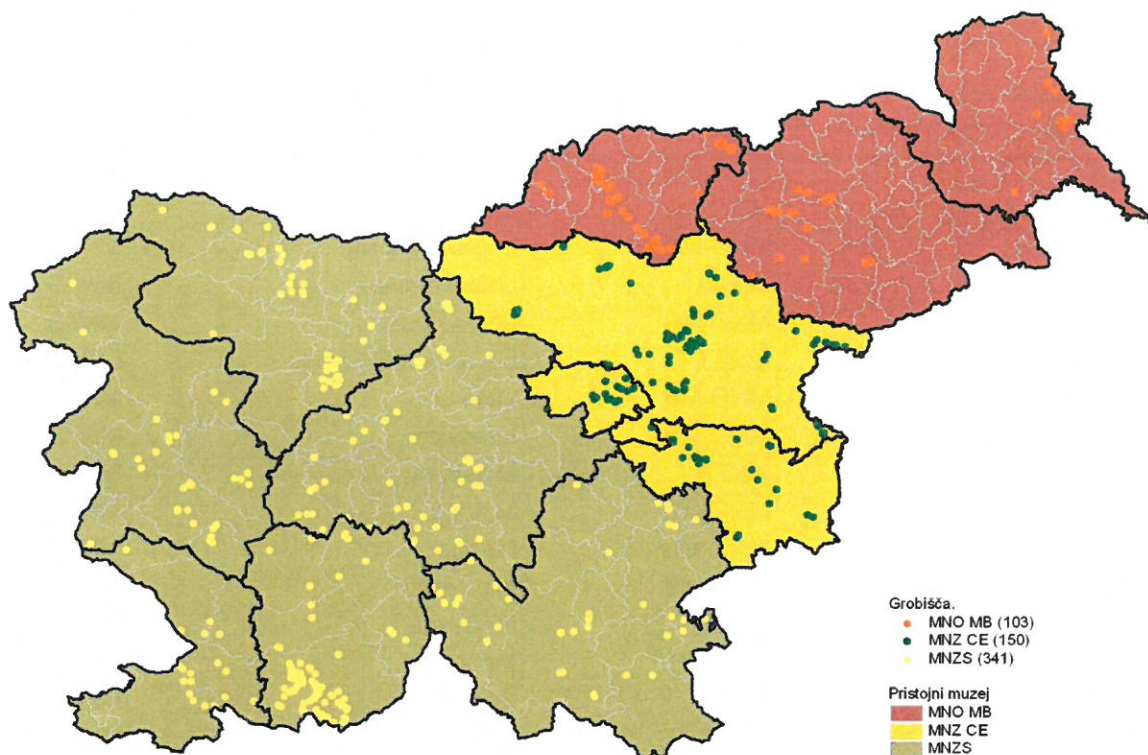 Grobišča.
MNO MB (103)
MNZ CE (150)
MNZS (341)
Pristojni muzej
MNO MB
MNZ CE
MNZS